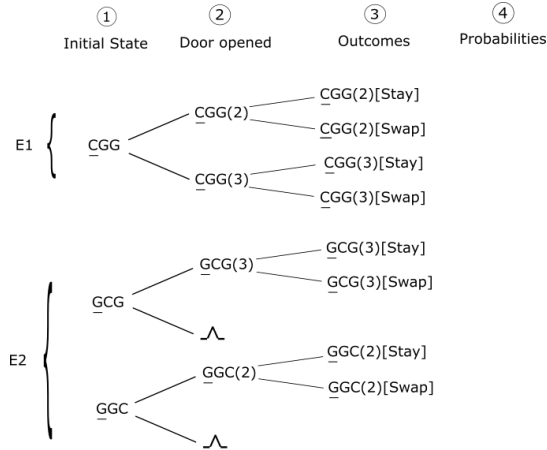 ① ② ③ ④
Initial State Door opened Outcomes Probabilities
CGG(2)[Stay]
CGG(2)
CGG(2)[Swap]
E1 CGG
CGG(3)[Stay]
CGG(3)
CGG(3)[Swap]
GCG(3)[Stay]
GCG(3)
GCG(3)[Swap]
GCG
E2
GGC(2)[Stay]
GGC(2)
GGC(2)[Swap]
GGC